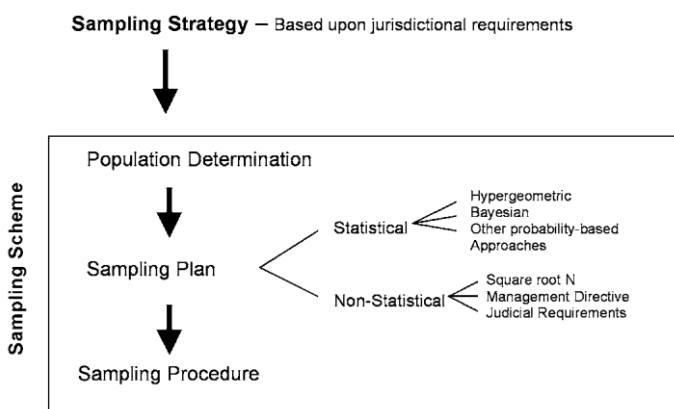 Sampling Strategy – Based upon jurisdictional requirements
Sampling Scheme
Population Determination
Sampling Plan
Statistical
Hypergeometric
Bayesian
Other probability-based
Approaches
Non-Statistical
Square root N
Management Directive
Judicial Requirements
Sampling Procedure